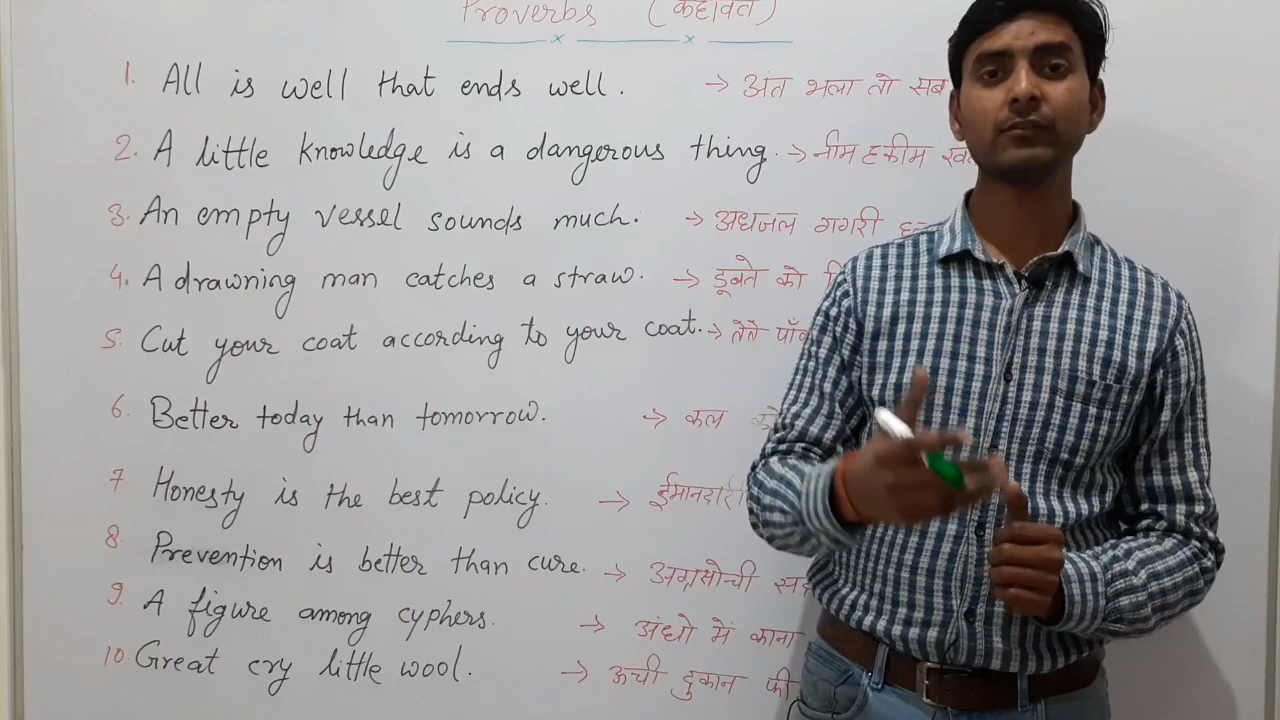 Proverbs (कहावत)
1. All is well that ends well. → अंत भला तो सब
2. A little knowledge is a dangerous thing. → नीम हकीम
3. An empty vessel sounds much. → अधजल गगरी
4. A drawning man catches a straw. → डूबते को
5. Cut your coat according to your coat. → तेते पाँव
6. Better today than tomorrow. → कल
7. Honesty is the best policy. → ईमानदारी
8. Prevention is better than cure. → अग्रसोची
9. A figure among cyphers. → अंधो में काना
10. Great cry little wool. → ऊची दुकान